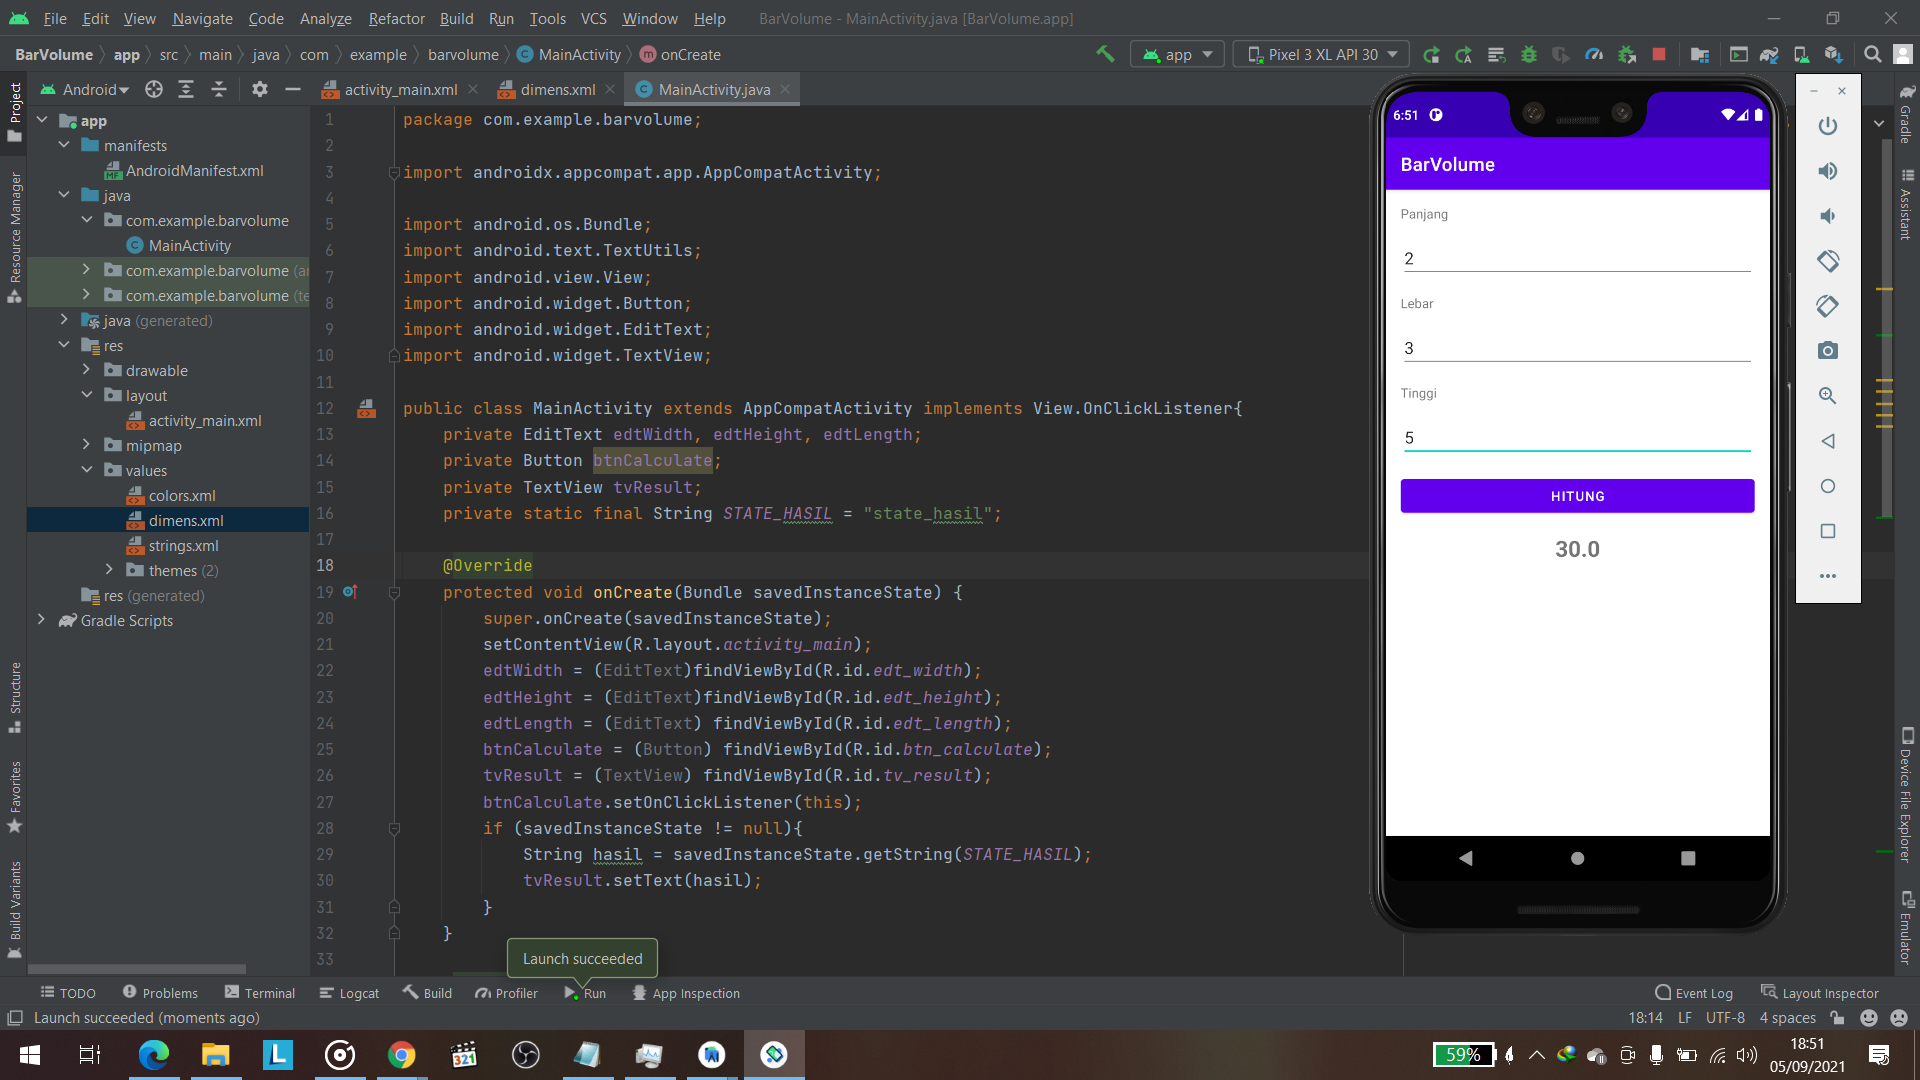 File Edit View Navigate Code Analyze Refactor Build Run Tools VCS Window Help BarVolume - MainActivity.java [BarVolume.app]
BarVolume app src main java com example barvolume MainActivity onCreate app Pixel 3 XL API 30
Android activity_main.xml dimens.xml MainActivity.java
Project
Resource Manager
Structure
Favorites
Build Variants
app
manifests
AndroidManifest.xml
java
com.example.barvolume
MainActivity
com.example.barvolume (ar
com.example.barvolume (te
java (generated)
res
drawable
layout
activity_main.xml
mipmap
values
colors.xml
dimens.xml
strings.xml
themes (2)
res (generated)
Gradle Scripts
1 package com.example.barvolume;
2
3 import androidx.appcompat.app.AppCompatActivity;
4
5 import android.os.Bundle;
6 import android.text.TextUtils;
7 import android.view.View;
8 import android.widget.Button;
9 import android.widget.EditText;
10 import android.widget.TextView;
11
12 public class MainActivity extends AppCompatActivity implements View.OnClickListener{
13 private EditText edtWidth, edtHeight, edtLength;
14 private Button btnCalculate;
15 private TextView tvResult;
16 private static final String STATE_HASIL = "state_hasil";
17
18 @Override
19 protected void onCreate(Bundle savedInstanceState) {
20 super.onCreate(savedInstanceState);
21 setContentView(R.layout.activity_main);
22 edtWidth = (EditText)findViewById(R.id.edt_width);
23 edtHeight = (EditText)findViewById(R.id.edt_height);
24 edtLength = (EditText) findViewById(R.id.edt_length);
25 btnCalculate = (Button) findViewById(R.id.btn_calculate);
26 tvResult = (TextView) findViewById(R.id.tv_result);
27 btnCalculate.setOnClickListener(this);
28 if (savedInstanceState != null){
29 String hasil = savedInstanceState.getString(STATE_HASIL);
30 tvResult.setText(hasil);
31 }
32 }
33
Launch succeeded
6:51
BarVolume
Panjang
2
Lebar
3
Tinggi
5
HITUNG
30.0
Gradle
Assistant
Device File Explorer
Emulator
TODO Problems Terminal Logcat Build Profiler Run App Inspection Event Log Layout Inspector
Launch succeeded (moments ago) 18:14 LF UTF-8 4 spaces
L 321 59% 18:51
05/09/2021